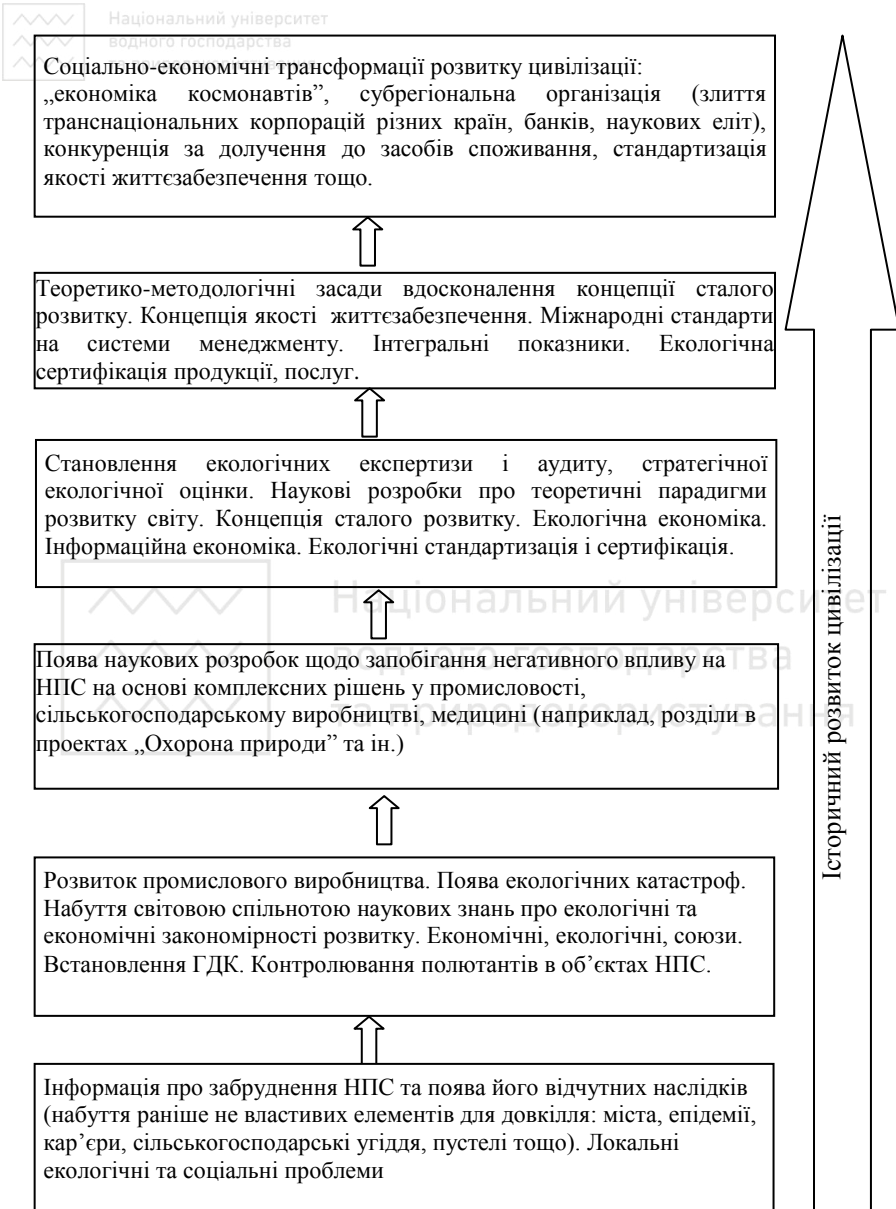 Національний університет
водного господарства
та природокористування
Соціально-економічні трансформації розвитку цивілізації:
„економіка космонавтів”, субрегіональна організація (злиття
транснаціональних корпорацій різних країн, банків, наукових еліт),
конкуренція за долучення до засобів споживання, стандартизація
якості життєзабезпечення тощо.
Теоретико-методологічні засади вдосконалення концепції сталого
розвитку. Концепція якості життєзабезпечення. Міжнародні стандарти
на системи менеджменту. Інтегральні показники. Екологічна
сертифікація продукції, послуг.
Становлення екологічних експертизи і аудиту, стратегічної
екологічної оцінки. Наукові розробки про теоретичні парадигми
розвитку світу. Концепція сталого розвитку. Екологічна економіка.
Інформаційна економіка. Екологічні стандартизація і сертифікація.
Національний університет
водного господарства
та природокористування
Поява наукових розробок щодо запобігання негативного впливу на
НПС на основі комплексних рішень у промисловості,
сільськогосподарському виробництві, медицині (наприклад, розділи в
проектах „Охорона природи” та ін.)
Розвиток промислового виробництва. Поява екологічних катастроф.
Набуття світовою спільнотою наукових знань про екологічні та
економічні закономірності розвитку. Економічні, екологічні, союзи.
Встановлення ГДК. Контролювання полютантів в об’єктах НПС.
Інформація про забруднення НПС та поява його відчутних наслідків
(набуття раніше не властивих елементів для довкілля: міста, епідемії,
кар’єри, сільськогосподарські угіддя, пустелі тощо). Локальні
екологічні та соціальні проблеми
Історичний розвиток цивілізації